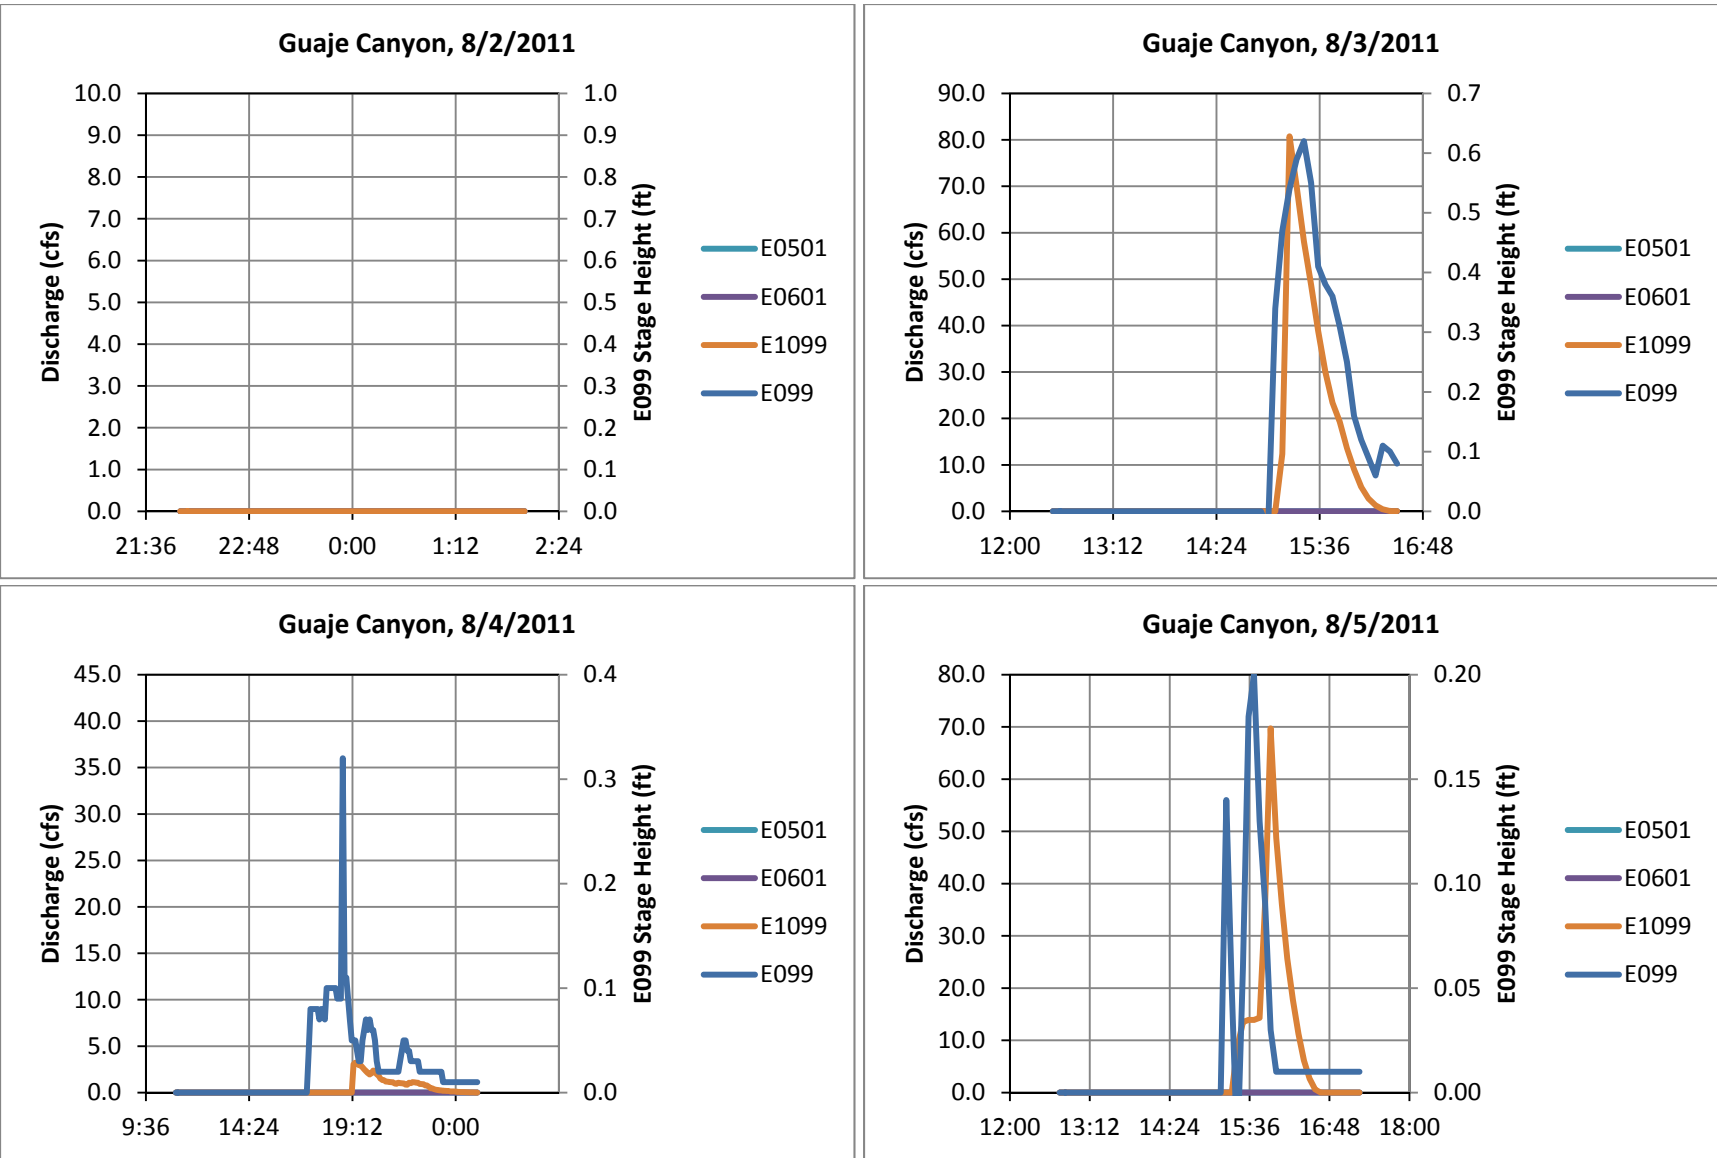 Guaje Canyon, 8/2/2011
10.0 1.0
9.0 0.9
8.0 0.8
7.0 0.7
6.0 0.6
5.0 0.5
4.0 0.4
3.0 0.3
2.0 0.2
1.0 0.1
0.0 0.0
Discharge (cfs)
E099 Stage Height (ft)
21:36 22:48 0:00 1:12 2:24
E0501
E0601
E1099
E099
Guaje Canyon, 8/3/2011
90.0 0.7
80.0 0.6
70.0 0.5
60.0 0.4
50.0 0.3
40.0 0.2
30.0 0.1
20.0 0.0
10.0
0.0
Discharge (cfs)
E099 Stage Height (ft)
12:00 13:12 14:24 15:36 16:48
E0501
E0601
E1099
E099
Guaje Canyon, 8/4/2011
45.0 0.4
40.0 0.3
35.0 0.2
30.0 0.1
25.0 0.0
20.0
15.0
10.0
5.0
0.0
Discharge (cfs)
E099 Stage Height (ft)
9:36 14:24 19:12 0:00
E0501
E0601
E1099
E099
Guaje Canyon, 8/5/2011
80.0 0.20
70.0 0.15
60.0 0.10
50.0 0.05
40.0 0.00
30.0
20.0
10.0
0.0
Discharge (cfs)
E099 Stage Height (ft)
12:00 13:12 14:24 15:36 16:48 18:00
E0501
E0601
E1099
E099